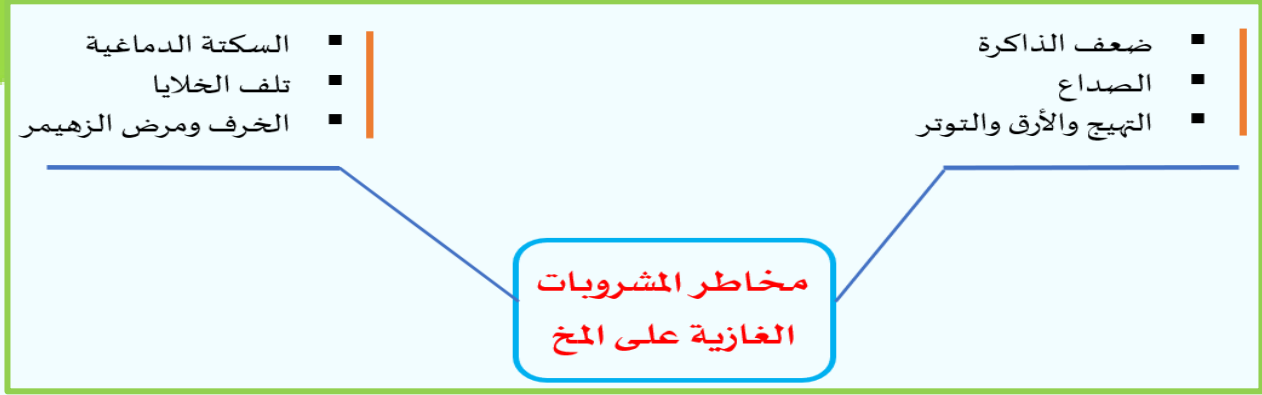 ضعف الذاكرة
الصداع
التهيج والأرق والتوتر
السكتة الدماغية
تلف الخلايا
الخرف ومرض الزهيمر
مخاطر المشروبات
الغازية على المخ